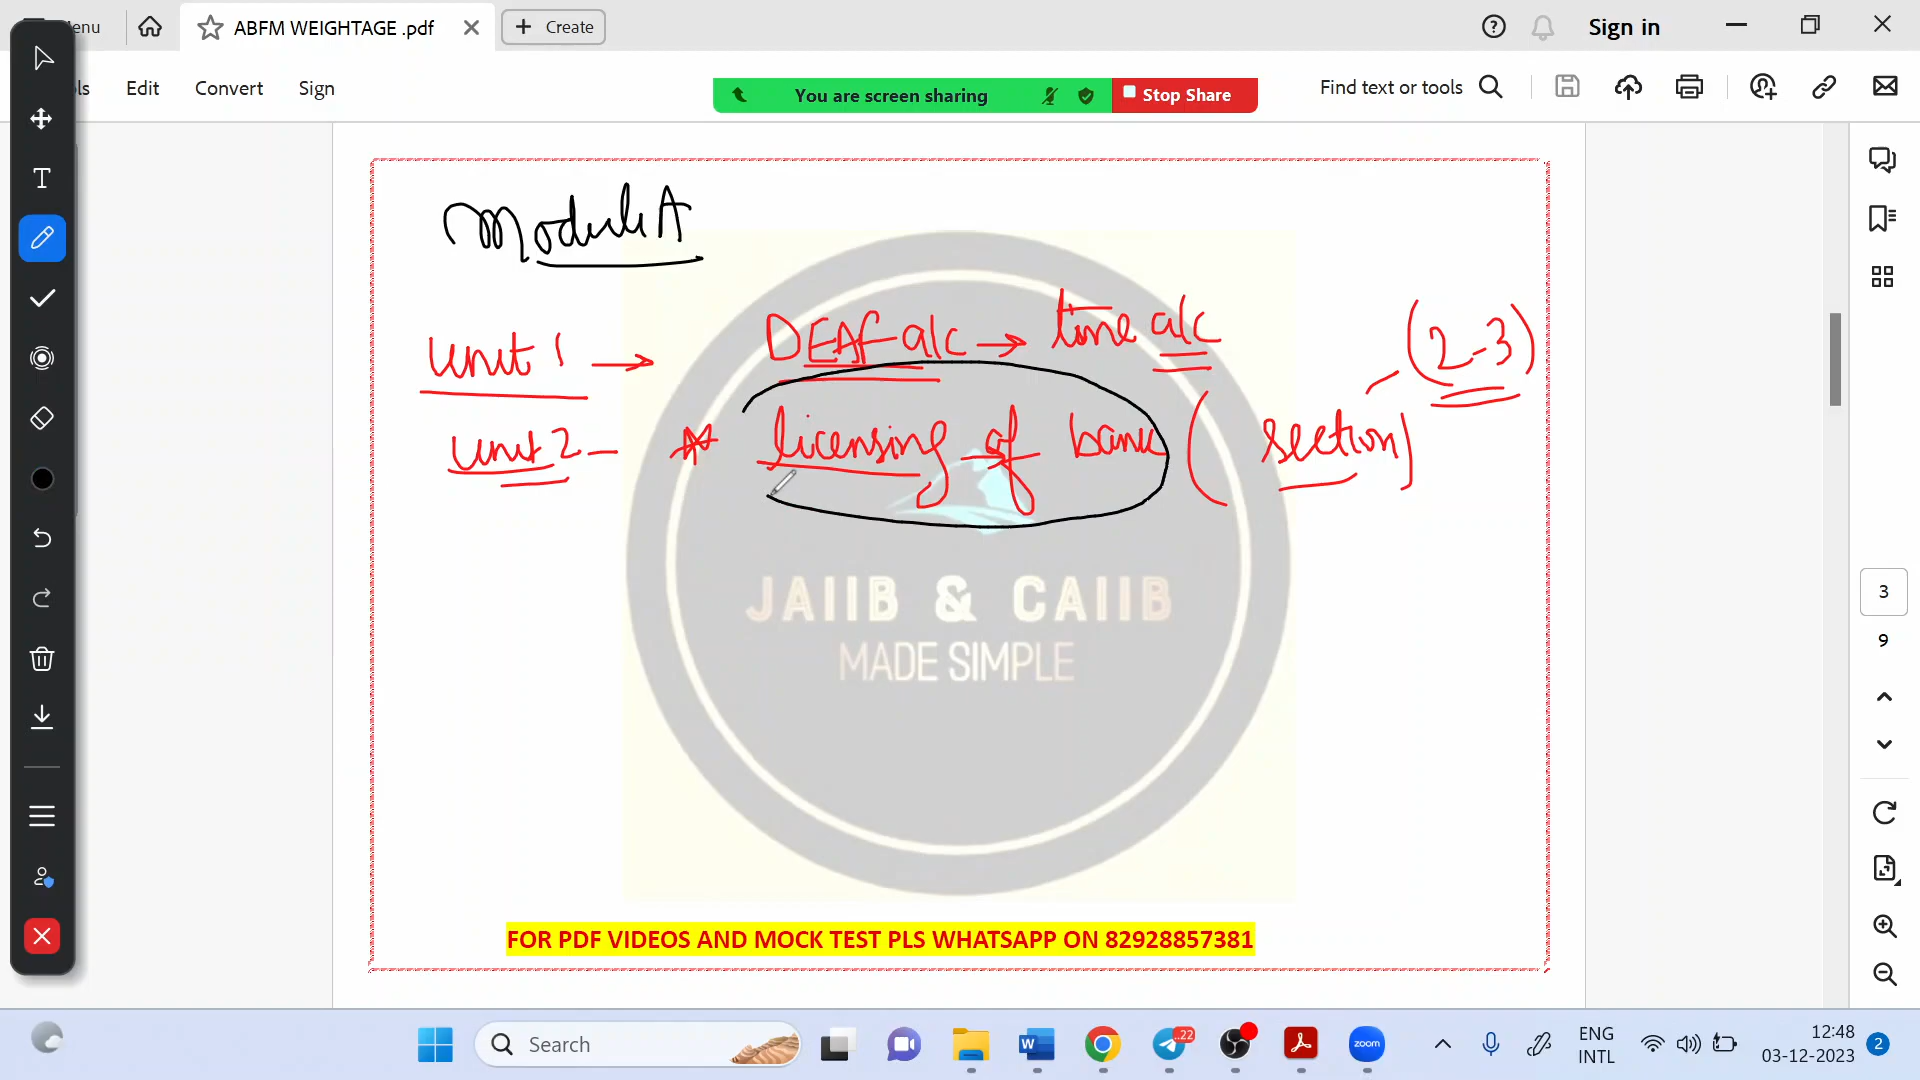 enu
ABFM WEIGHTAGE .pdf
Create
Sign in
ls
Edit
Convert
Sign
You are screen sharing
Stop Share
Find text or tools
Module A
unit 1 → DEAF a/c → time a/c
(2-3)
unit 2 - * licensing of bank ( section )
JAIIB & CAIIB
MADE SIMPLE
FOR PDF VIDEOS AND MOCK TEST PLS WHATSAPP ON 82928857381
T
3
9
Search
W
22
zoom
ENG
INTL
12:48
03-12-2023
2